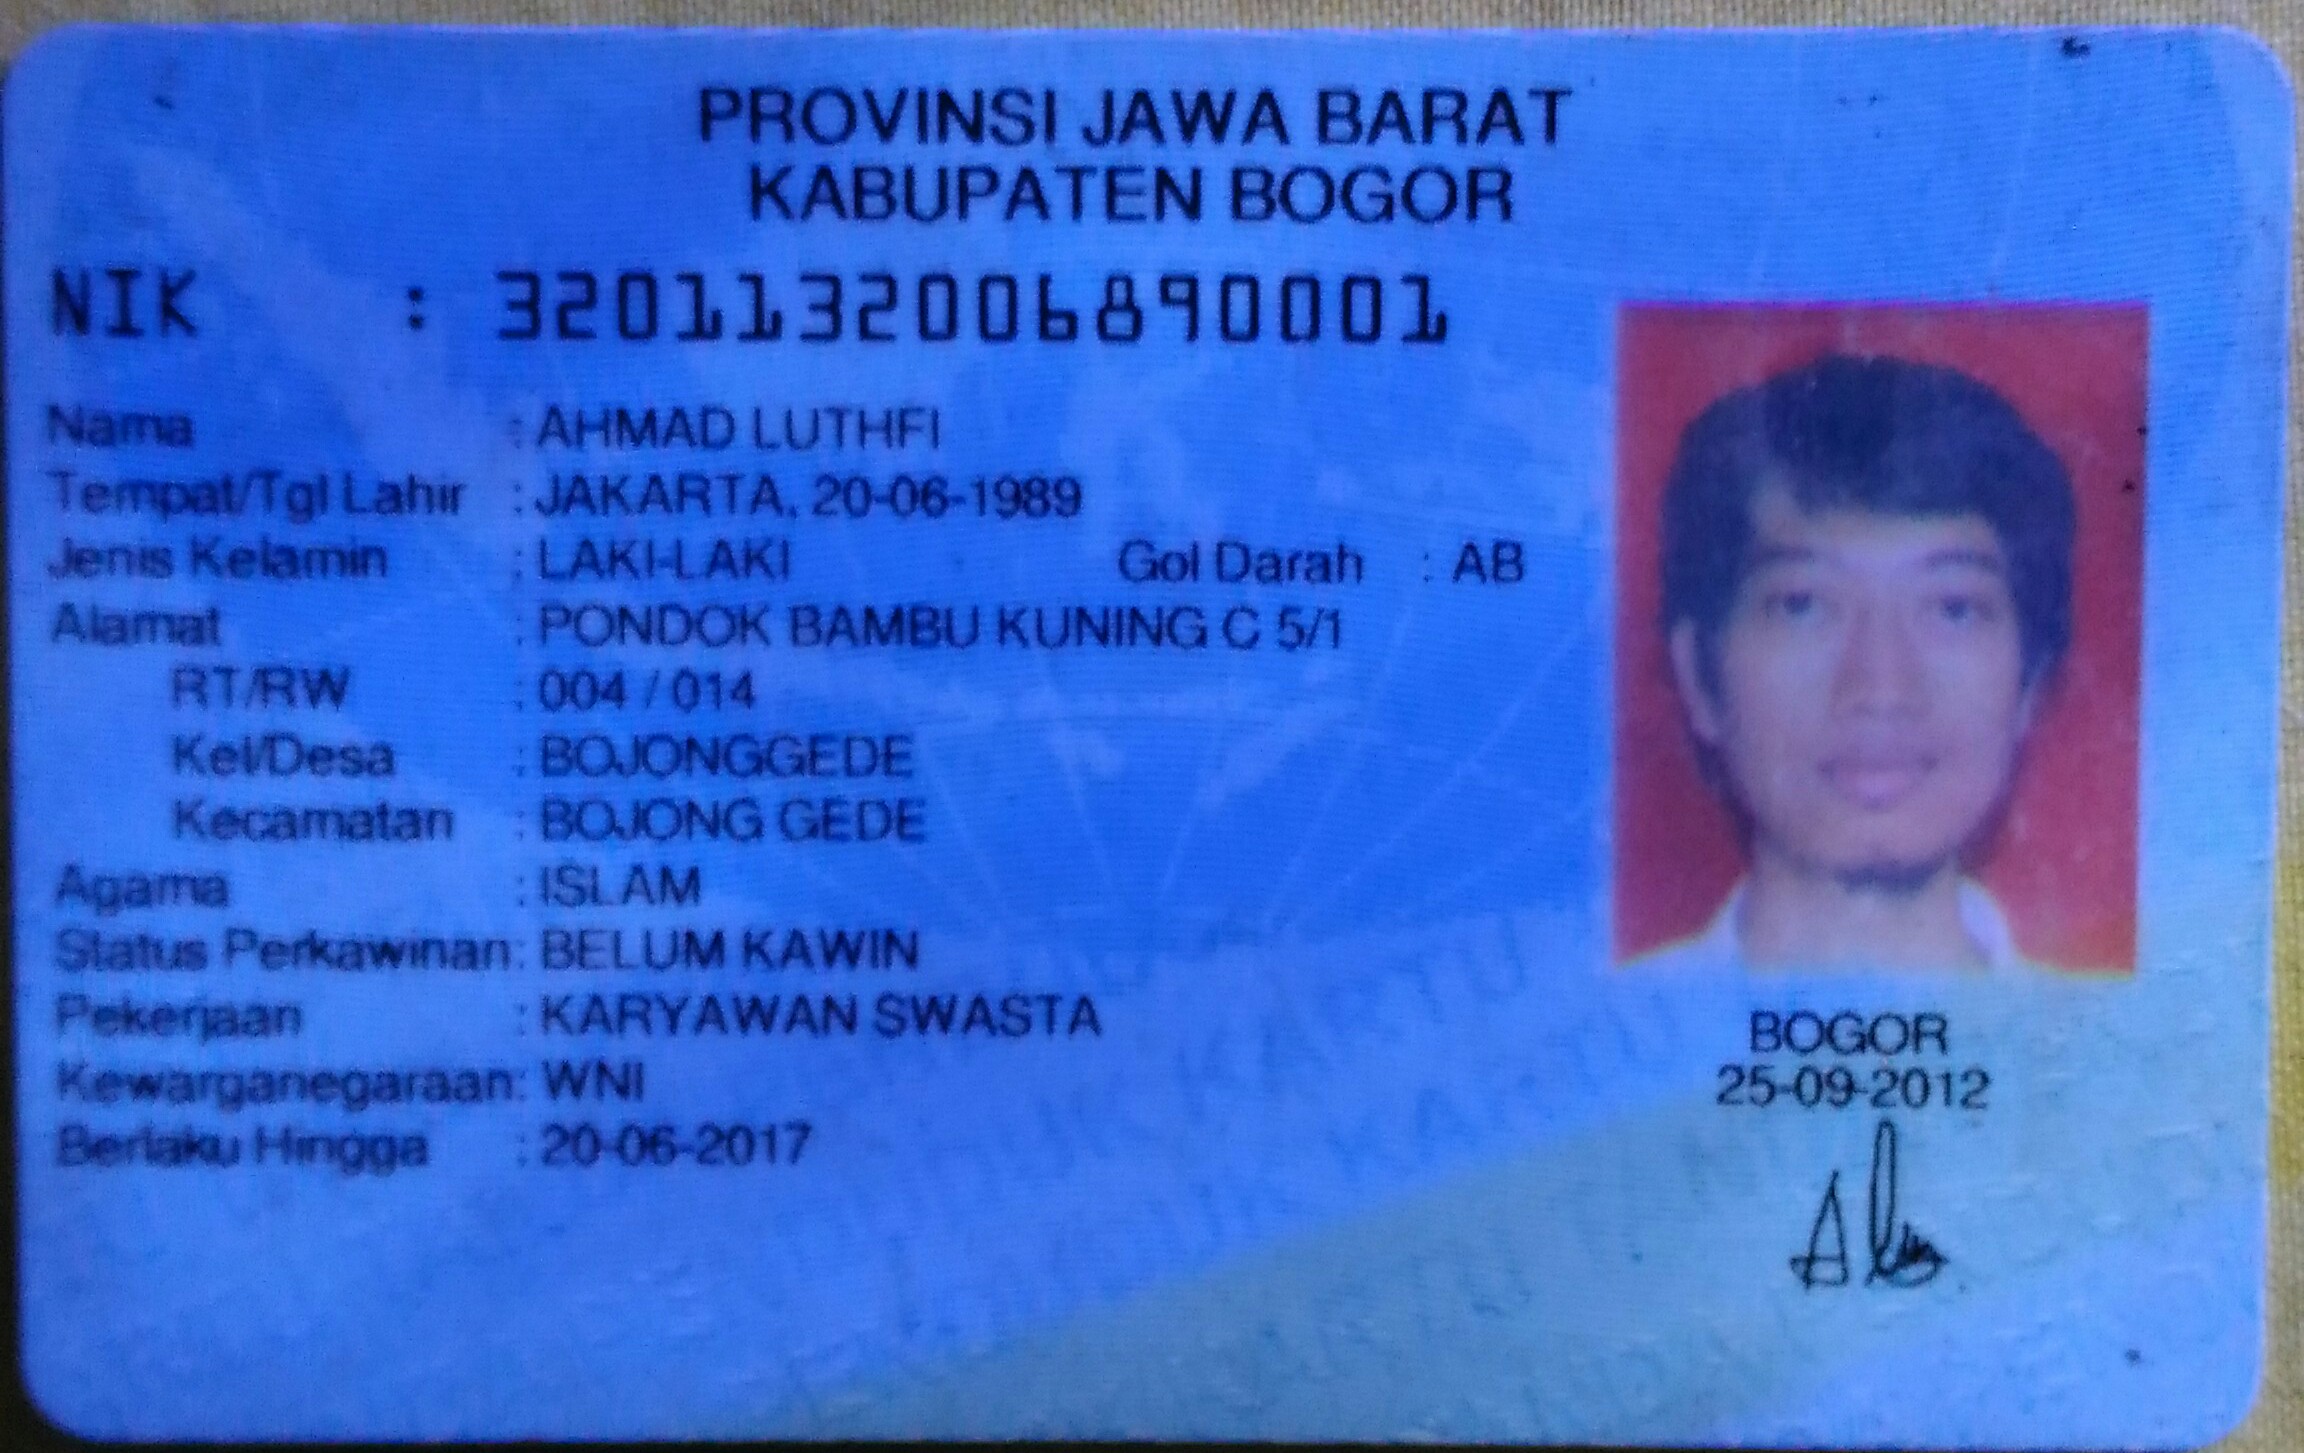 PROVINSI JAWA BARAT
KABUPATEN BOGOR
NIK : 3201132006890001
Nama : AHMAD LUTHFI
Tempat/Tgl Lahir : JAKARTA, 20-06-1989
Jenis Kelamin : LAKI-LAKI Gol Darah : AB
Alamat : PONDOK BAMBU KUNING C 5/1
RT/RW : 004 / 014
Kel/Desa : BOJONGGEDE
Kecamatan : BOJONG GEDE
Agama : ISLAM
Status Perkawinan: BELUM KAWIN
Pekerjaan : KARYAWAN SWASTA
Kewarganegaraan: WNI
Berlaku Hingga : 20-06-2017
BOGOR
25-09-2012